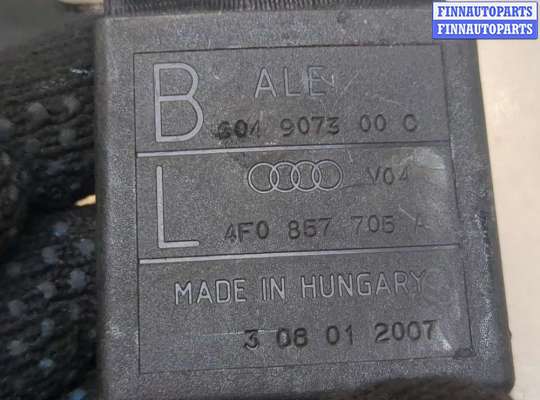 FINNAUTOPARTS
FINNAUTOPARTS
B ALE
604 9073 00 C
L V04
4F0 857 705 A
MADE IN HUNGARY
3 08 01 2007